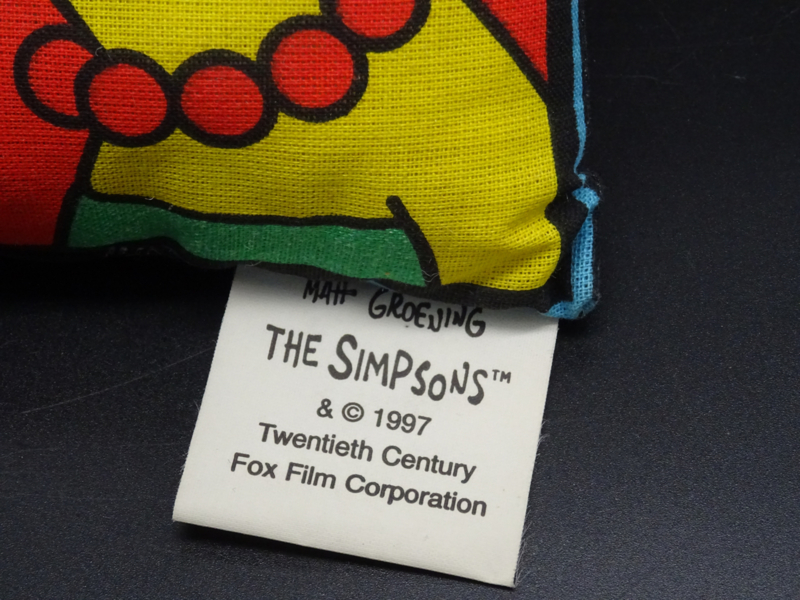 MATT GROENING
THE SIMPSONS™
& © 1997
Twentieth Century
Fox Film Corporation